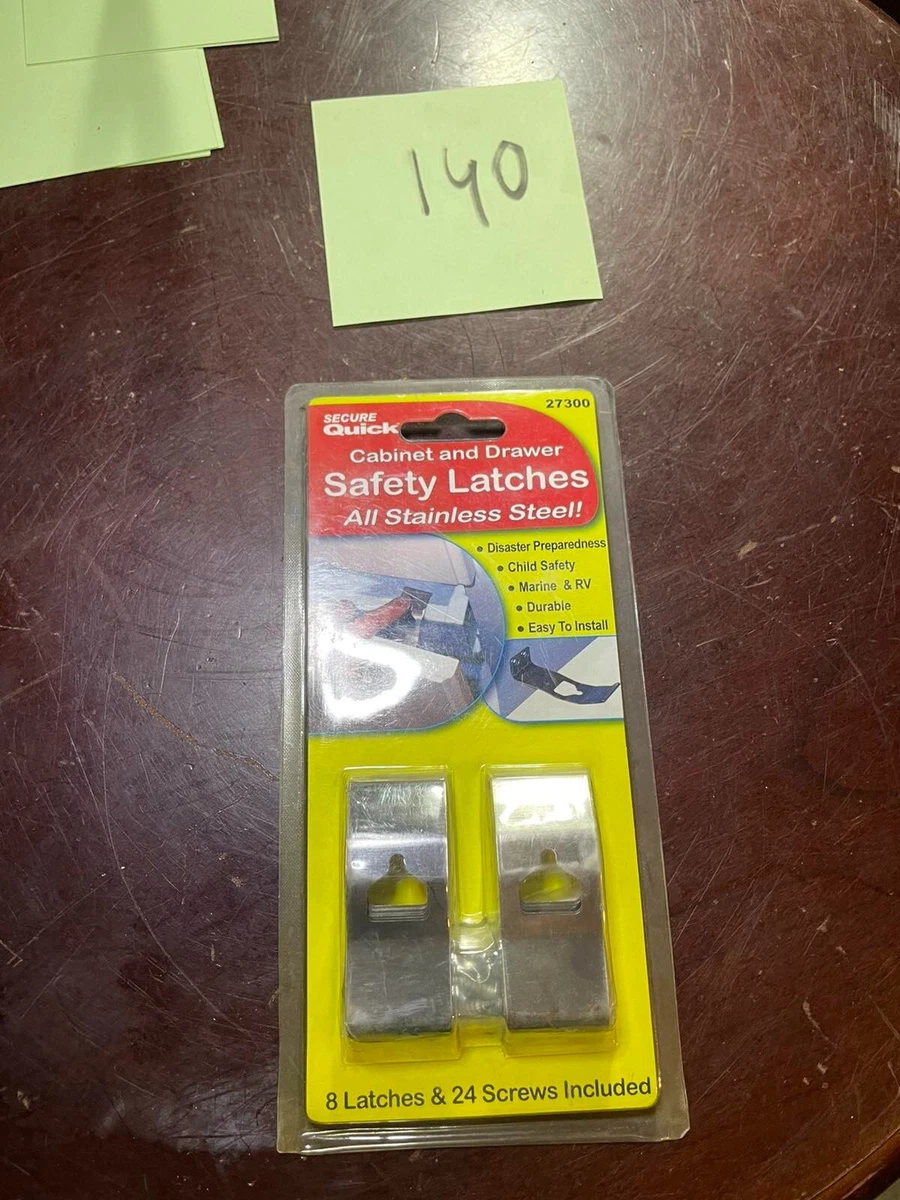 140
27300
SECURE
Quick
Cabinet and Drawer
Safety Latches
All Stainless Steel!
• Disaster Preparedness
• Child Safety
• Marine & RV
• Durable
• Easy To Install
8 Latches & 24 Screws Included